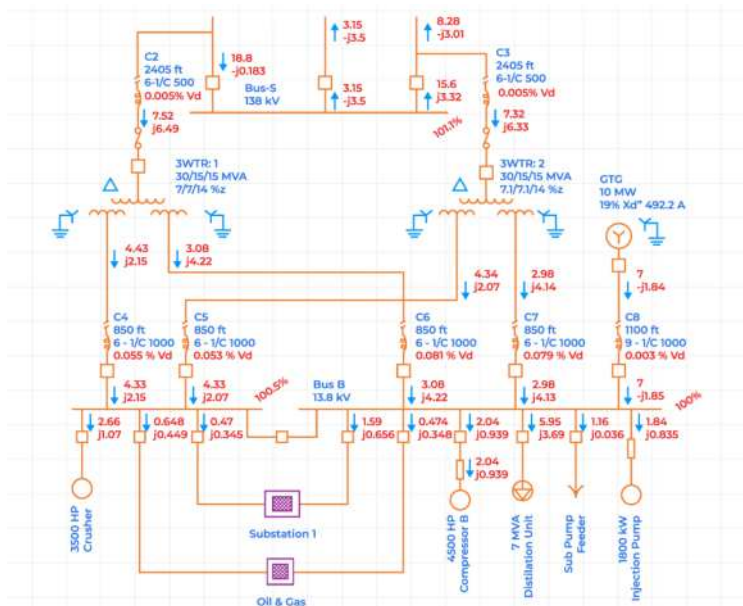 3.15
-j3.5
8.28
-j3.01
C2
2405 ft
6-1/C 500
0.005% Vd
18.8
-j0.183
Bus-S
138 kV
3.15
-j3.5
15.6
j3.32
C3
2405 ft
6-1/C 500
0.005% Vd
101.1%
7.52
j6.49
7.32
j6.33
3WTR: 1
30/15/15 MVA
7/7/14 %z
3WTR: 2
30/15/15 MVA
7.1/7.1/14 %z
GTG
10 MW
19% Xd" 492.2 A
4.43
j2.15
3.08
j4.22
4.34
j2.07
2.98
j4.14
7
-j1.84
C4
850 ft
6 - 1/C 1000
0.055 % Vd
C5
850 ft
6 - 1/C 1000
0.053 % Vd
C6
850 ft
6 - 1/C 1000
0.081 % Vd
C7
850 ft
6 - 1/C 1000
0.079 % Vd
C8
1100 ft
9 - 1/C 1000
0.003 % Vd
4.33
j2.15
4.33
j2.07
100.5%
Bus B
13.8 kV
3.08
j4.22
2.98
j4.13
7
-j1.85
100%
2.66
j1.07
0.648
j0.449
0.47
j0.345
1.59
j0.656
0.474
j0.348
2.04
j0.939
5.95
j3.69
1.16
j0.036
1.84
j0.835
2.04
j0.939
3500 HP
Crusher
Substation 1
Oil & Gas
4500 HP
Compressor B
7 MVA
Distilation Unit
Sub Pump
Feeder
1800 kW
Injection Pump